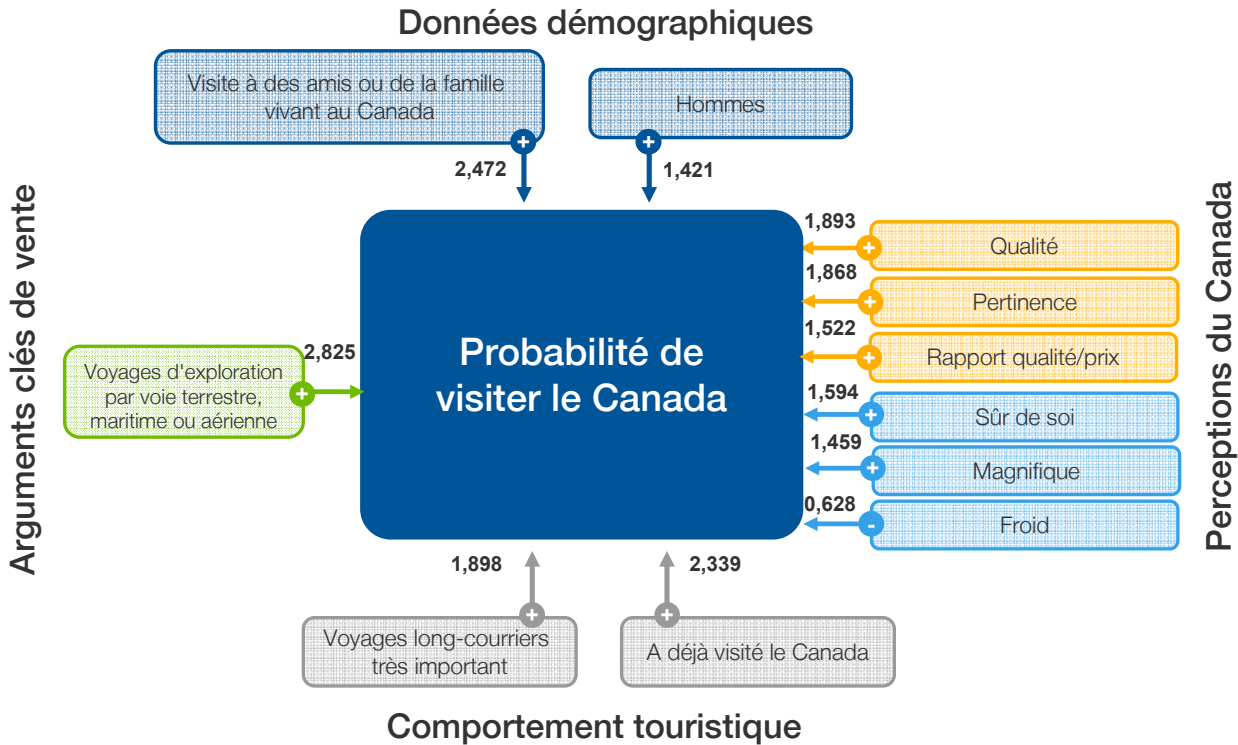 Données démographiques
Visite à des amis ou de la famille
vivant au Canada
+
2,472
Hommes
+
1,421
Arguments clés de vente
Voyages d'exploration
par voie terrestre,
maritime ou aérienne
+
2,825
Probabilité de
visiter le Canada
Perceptions du Canada
1,893
+
Qualité
1,868
+
Pertinence
1,522
+
Rapport qualité/prix
1,594
+
Sûr de soi
1,459
+
Magnifique
0,628
-
Froid
1,898
+
Voyages long-courriers
très important
2,339
+
A déjà visité le Canada
Comportement touristique